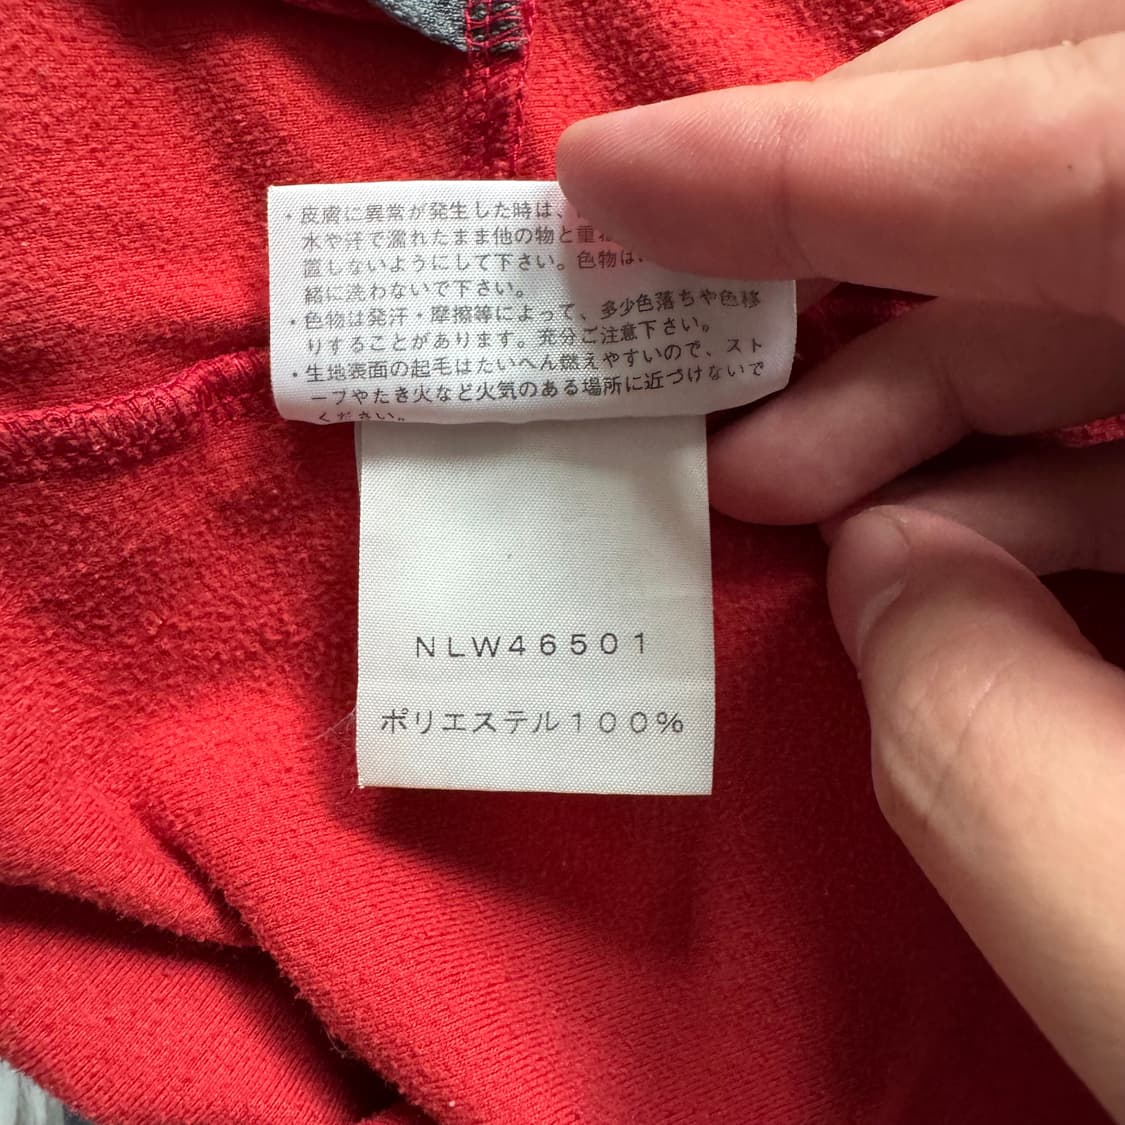 ・皮膚に異常が発生した時は、
水や汗で濡れたまま他の物と重ね
置しないようにして下さい。色物は、
緒に洗わないで下さい。
・色物は発汗・摩擦等によって、多少色落ちや色移
りすることがあります。充分ご注意下さい。
・生地表面の起毛はたいへん燃えやすいので、スト
ーブやたき火など火気のある場所に近づけないで
ください。
NLW46501
ポリエステル100%